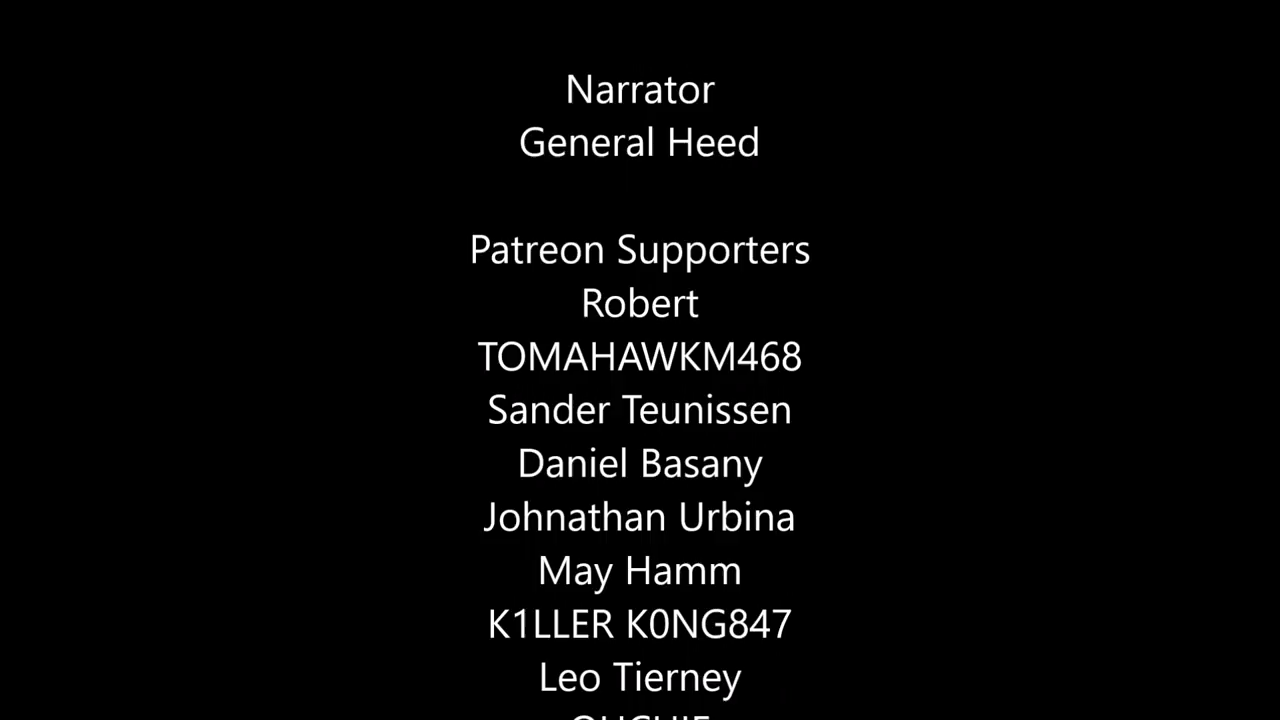 Narrator
General Heed
Patreon Supporters
Robert
TOMAHAWKM468
Sander Teunissen
Daniel Basany
Johnathan Urbina
May Hamm
K1LLER K0NG847
Leo Tierney